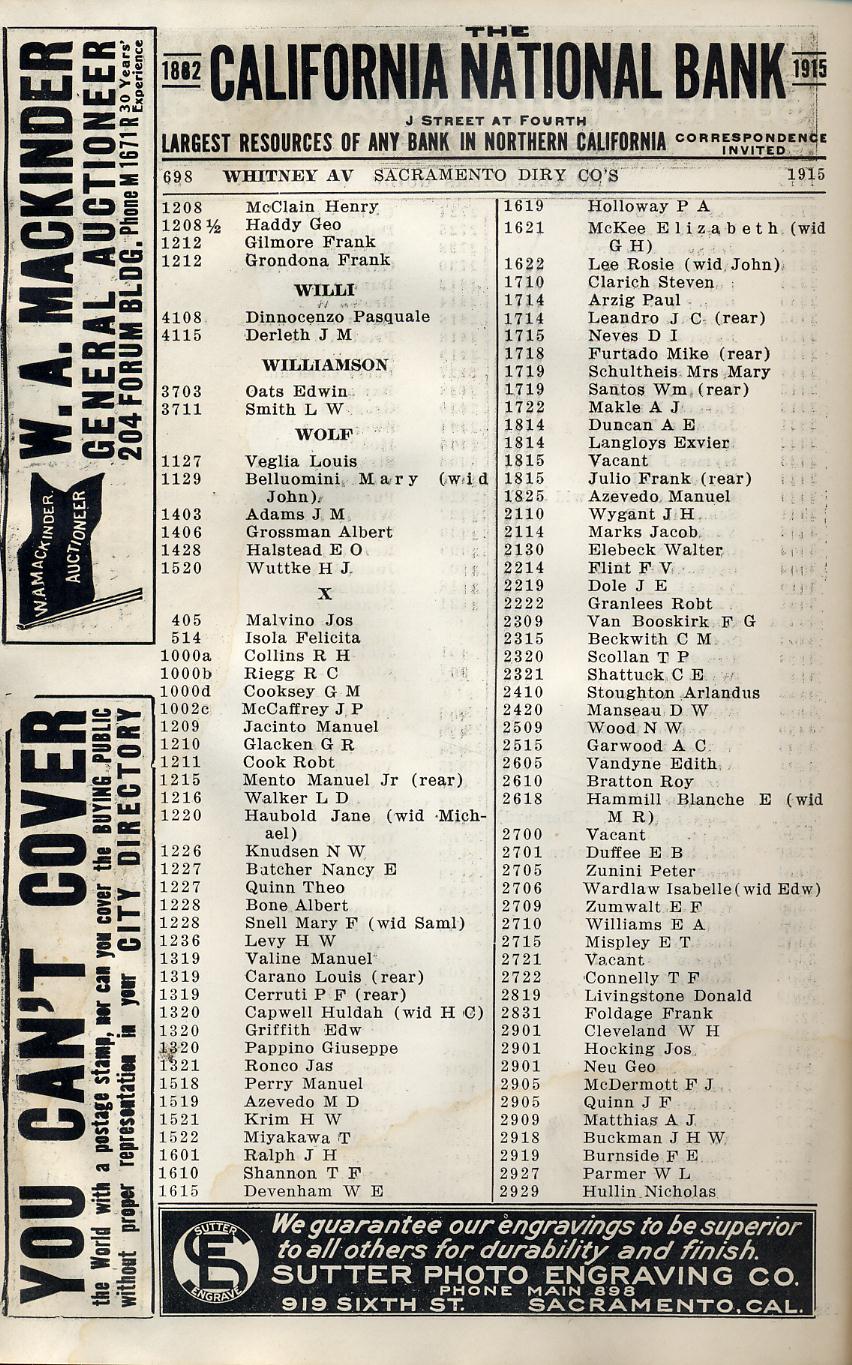 THE
1882 CALIFORNIA NATIONAL BANK 1915
J STREET AT FOURTH
LARGEST RESOURCES OF ANY BANK IN NORTHERN CALIFORNIA CORRESPONDENCE INVITED
698 WHITNEY AV SACRAMENTO DIRY CO'S 1915
1208 McClain Henry
1208½ Haddy Geo
1212 Gilmore Frank
1212 Grondona Frank
WILLI
4108 Dinnocenzo Pasquale
4115 Derleth J M
WILLIAMSON
3703 Oats Edwin
3711 Smith L W
WOLF
1127 Veglia Louis
1129 Belluomini Mary (wid
John)
1403 Adams J M
1406 Grossman Albert
1428 Halstead E O
1520 Wuttke H J
X
405 Malvino Jos
514 Isola Felicita
1000a Collins R H
1000b Riegg R C
1000d Cooksey G M
1002c McCaffrey J P
1209 Jacinto Manuel
1210 Glacken G R
1211 Cook Robt
1215 Mento Manuel Jr (rear)
1216 Walker L D
1220 Haubold Jane (wid Mich-
ael)
1226 Knudsen N W
1227 Butcher Nancy E
1227 Quinn Theo
1228 Bone Albert
1228 Snell Mary F (wid Saml)
1236 Levy H W
1319 Valine Manuel
1319 Carano Louis (rear)
1319 Cerruti P F (rear)
1320 Capwell Huldah (wid H C)
1320 Griffith Edw
1320 Pappino Giuseppe
1321 Ronco Jas
1518 Perry Manuel
1519 Azevedo M D
1521 Krim H W
1522 Miyakawa T
1601 Ralph J H
1610 Shannon T F
1615 Devenham W E
1619 Holloway P A
1621 McKee Elizabeth (wid
G H)
1622 Lee Rosie (wid John)
1710 Clarich Steven
1714 Arzig Paul
1714 Leandro J C (rear)
1715 Neves D I
1718 Furtado Mike (rear)
1719 Schultheis Mrs Mary
1719 Santos Wm (rear)
1722 Makle A J
1814 Duncan A E
1814 Langloys Exvier
1815 Vacant
1815 Julio Frank (rear)
1825 Azevedo Manuel
2110 Wygant J H
2114 Marks Jacob
2130 Elebeck Walter
2214 Flint F V
2219 Dole J E
2222 Granlees Robt
2309 Van Booskirk F G
2315 Beckwith C M
2320 Scollan T P
2321 Shattuck C E
2410 Stoughton Arlandus
2420 Manseau D W
2509 Wood N W
2515 Garwood A C
2605 Vandyne Edith
2610 Bratton Roy
2618 Hammill Blanche E (wid
M R)
2700 Vacant
2701 Duffee E B
2705 Zunini Peter
2706 Wardlaw Isabelle (wid Edw)
2709 Zumwalt E F
2710 Williams E A
2715 Mispley E T
2721 Vacant
2722 Connelly T F
2819 Livingstone Donald
2831 Foldage Frank
2901 Cleveland W H
2901 Hocking Jos
2901 Neu Geo
2905 McDermott F J
2905 Quinn J F
2909 Matthias A J
2918 Buckman J H W
2919 Burnside F E
2927 Parmer W L
2929 Hullin Nicholas
W. A. MACKINDER
GENERAL AUCTIONEER 30 Years' Experience
204 FORUM BLDG. Phone M 1671 R
W.A. MACKINDER.
AUCTIONEER
YOU CAN'T COVER
the World with a postage stamp, nor can you cover the BUYING PUBLIC
without proper representation in your CITY DIRECTORY
SUTTER
ENGRAVE
We guarantee our engravings to be superior
to all others for durability and finish.
SUTTER PHOTO ENGRAVING CO.
PHONE MAIN 898
919 SIXTH ST. SACRAMENTO, CAL.